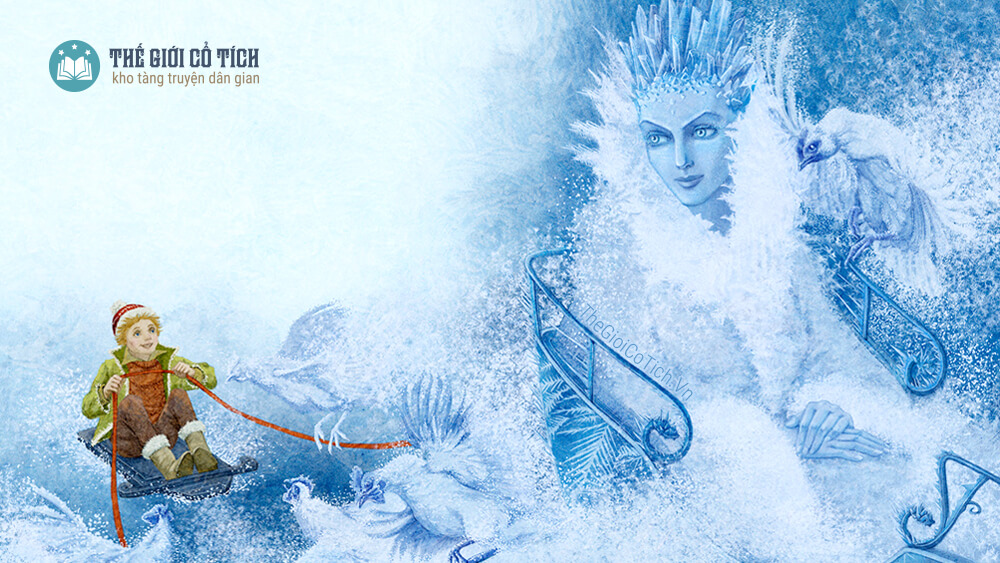 THẾ GIỚI CỔ TÍCH
kho tàng truyện dân gian
TheGioiCoTich.Vn